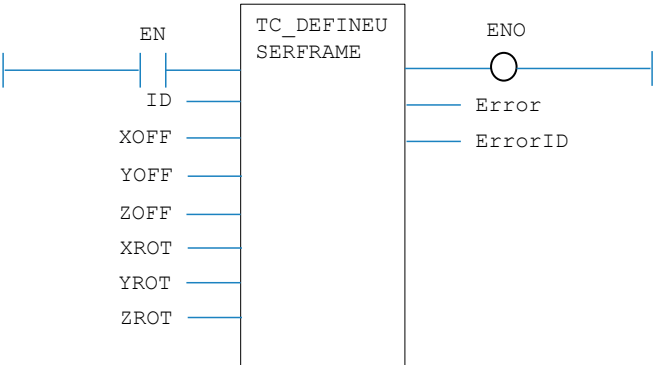 EN
TC_DEFINEU
SERFRAME
ENO
ID
Error
XOFF
ErrorID
YOFF
ZOFF
XROT
YROT
ZROT